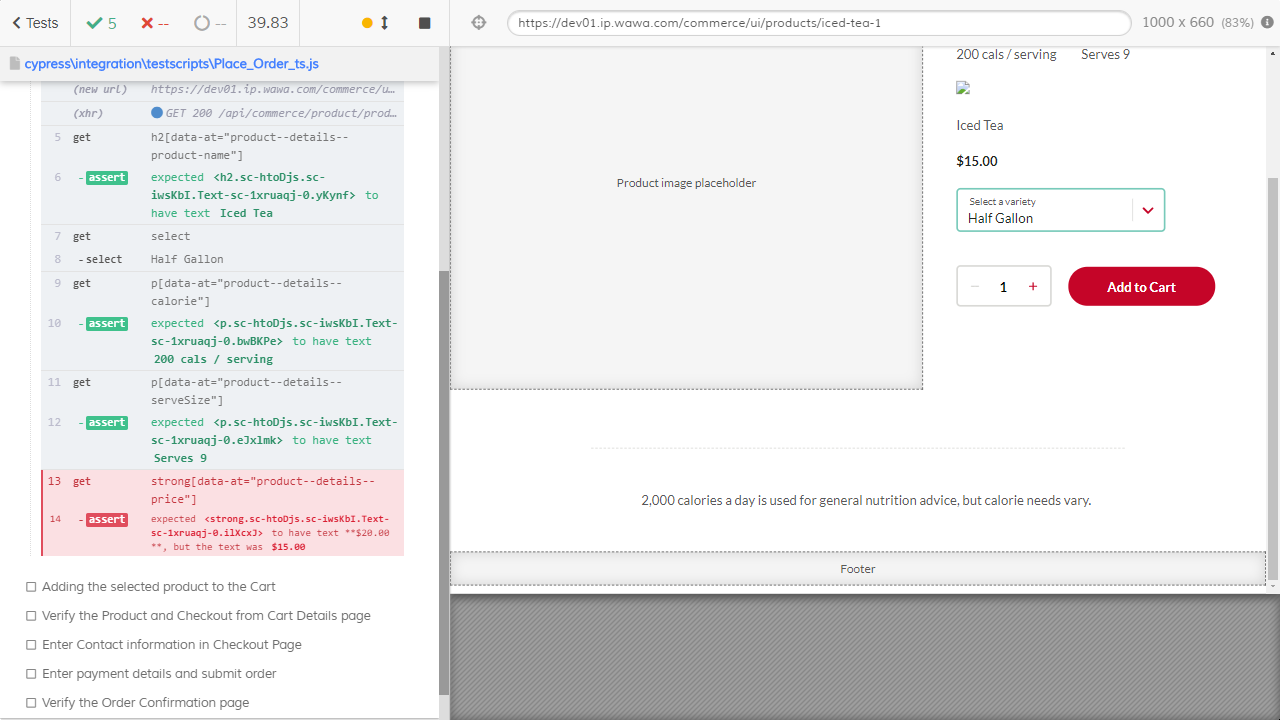 Tests
5
--
--
39.83
https://dev01.ip.wawa.com/commerce/ui/products/iced-tea-1
1000 x 660 (83%)
cypress\integration\testscripts\Place_Order_ts.js
(new url) https://dev01.ip.wawa.com/commerce/u…
(xhr) GET 200 /api/commerce/product/prod…
5 get h2[data-at="product--details--
product-name"]
6 -assert expected <h2.sc-htoDjs.sc-
iwsKbI.Text-sc-1xruaqj-0.yKynf> to
have text Iced Tea
7 get select
8 -select Half Gallon
9 get p[data-at="product--details--
calorie"]
10 -assert expected <p.sc-htoDjs.sc-iwsKbI.Text-
sc-1xruaqj-0.bwBKPe> to have text
200 cals / serving
11 get p[data-at="product--details--
serveSize"]
12 -assert expected <p.sc-htoDjs.sc-iwsKbI.Text-
sc-1xruaqj-0.eJxlmk> to have text
Serves 9
13 get strong[data-at="product--details--
price"]
14 -assert expected <strong.sc-htoDjs.sc-iwsKbI.Text-
sc-1xruaqj-0.ilXcxJ> to have text **$20.00
**, but the text was $15.00
Adding the selected product to the Cart
Verify the Product and Checkout from Cart Details page
Enter Contact information in Checkout Page
Enter payment details and submit order
Verify the Order Confirmation page
200 cals / serving Serves 9
Iced Tea
$15.00
Product image placeholder
Select a variety
Half Gallon
− 1 +
Add to Cart
2,000 calories a day is used for general nutrition advice, but calorie needs vary.
Footer